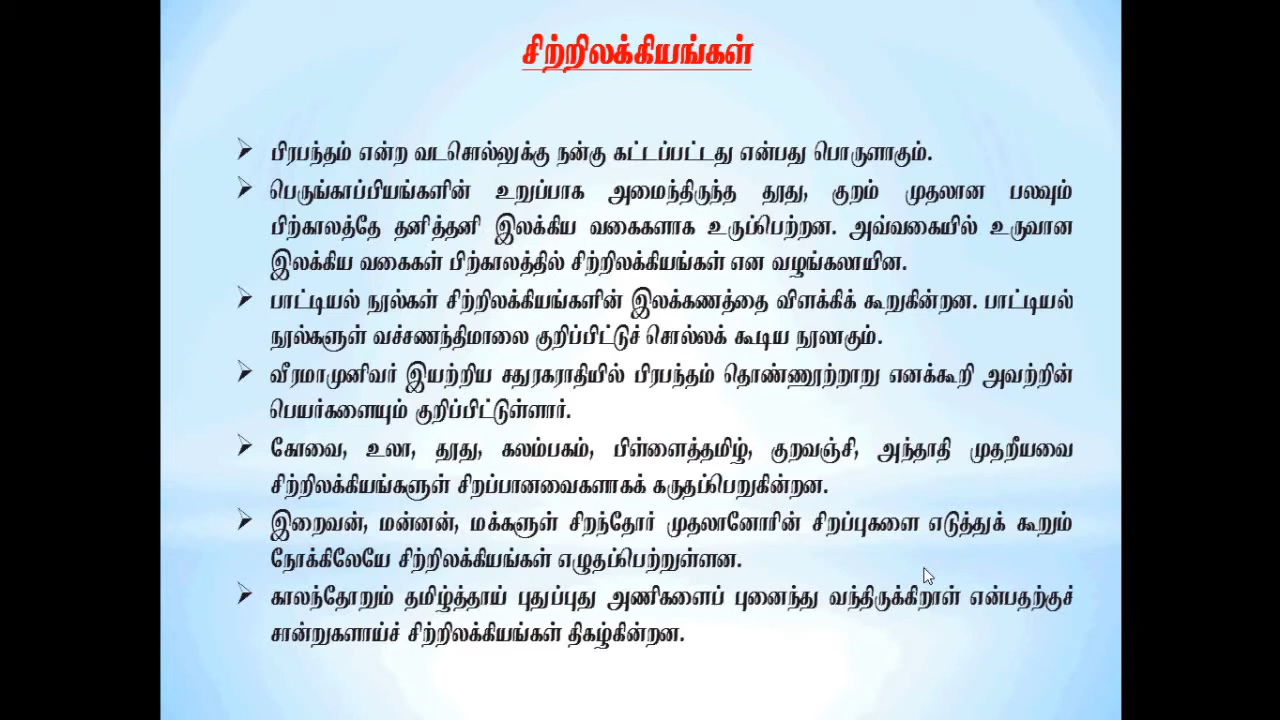 சிற்றிலக்கியங்கள்
பிரபந்தம் என்ற வடசொல்லுக்கு நன்கு கட்டப்பட்டது என்பது பொருளாகும்.
பெருங்காப்பியங்களின் உறுப்பாக அமைந்திருந்த தூது, குறம் முதலான பலவும்
பிற்காலத்தே தனித்தனி இலக்கிய வகைகளாக உருப்பெற்றன. அவ்வகையில் உருவான
இலக்கிய வகைகள் பிற்காலத்தில் சிற்றிலக்கியங்கள் என வழங்கலாயின.
பாட்டியல் நூல்கள் சிற்றிலக்கியங்களின் இலக்கணத்தை விளக்கிக் கூறுகின்றன. பாட்டியல்
நூல்களுள் வச்சணந்திமாலை குறிப்பிட்டுச் சொல்லக் கூடிய நூலாகும்.
வீரமாமுனிவர் இயற்றிய சதுரகராதியில் பிரபந்தம் தொண்ணூற்றாறு எனக்கூறி அவற்றின்
பெயர்களையும் குறிப்பிட்டுள்ளார்.
கோவை, உலா, தூது, கலம்பகம், பிள்ளைத்தமிழ், குறவஞ்சி, அந்தாதி முதறீயவை
சிற்றிலக்கியங்களுள் சிறப்பானவைகளாகக் கருதப்பெறுகின்றன.
இறைவன், மன்னன், மக்களுள் சிறந்தோர் முதலானோரின் சிறப்புகளை எடுத்துக் கூறும்
நோக்கிலேயே சிற்றிலக்கியங்கள் எழுதப்பெற்றுள்ளன.
காலந்தோறும் தமிழ்த்தாய் புதுப்புது அணிகளைப் புனைந்து வந்திருக்கிறாள் என்பதற்குச்
சான்றுகளாய்ச் சிற்றிலக்கியங்கள் திகழ்கின்றன.